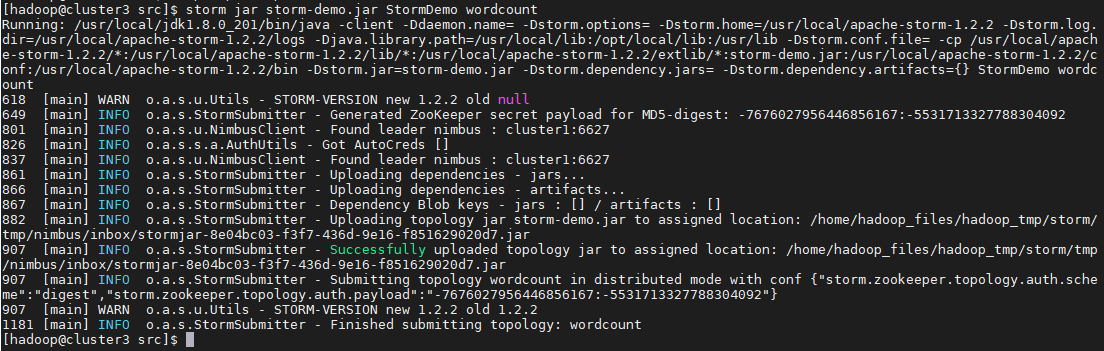 [hadoop@cluster3 src]$ storm jar storm-demo.jar StormDemo wordcount
Running: /usr/local/jdk1.8.0_201/bin/java -client -Ddaemon.name= -Dstorm.options= -Dstorm.home=/usr/local/apache-storm-1.2.2 -Dstorm.log.
dir=/usr/local/apache-storm-1.2.2/logs -Djava.library.path=/usr/local/lib:/opt/local/lib:/usr/lib -Dstorm.conf.file= -cp /usr/local/apach
e-storm-1.2.2/*:/usr/local/apache-storm-1.2.2/lib/*:/usr/local/apache-storm-1.2.2/extlib/*:storm-demo.jar:/usr/local/apache-storm-1.2.2/c
onf:/usr/local/apache-storm-1.2.2/bin -Dstorm.jar=storm-demo.jar -Dstorm.dependency.jars= -Dstorm.dependency.artifacts={} StormDemo wordc
ount
618  [main] WARN  o.a.s.u.Utils - STORM-VERSION new 1.2.2 old null
649  [main] INFO  o.a.s.StormSubmitter - Generated ZooKeeper secret payload for MD5-digest: -7676027956446856167:-5531713327788304092
801  [main] INFO  o.a.s.u.NimbusClient - Found leader nimbus : cluster1:6627
826  [main] INFO  o.a.s.s.a.AuthUtils - Got AutoCreds []
837  [main] INFO  o.a.s.u.NimbusClient - Found leader nimbus : cluster1:6627
861  [main] INFO  o.a.s.StormSubmitter - Uploading dependencies - jars...
866  [main] INFO  o.a.s.StormSubmitter - Uploading dependencies - artifacts...
867  [main] INFO  o.a.s.StormSubmitter - Dependency Blob keys - jars : [] / artifacts : []
882  [main] INFO  o.a.s.StormSubmitter - Uploading topology jar storm-demo.jar to assigned location: /home/hadoop_files/hadoop_tmp/storm/
tmp/nimbus/inbox/stormjar-8e04bc03-f3f7-436d-9e16-f851629020d7.jar
907  [main] INFO  o.a.s.StormSubmitter - Successfully uploaded topology jar to assigned location: /home/hadoop_files/hadoop_tmp/storm/tmp
/nimbus/inbox/stormjar-8e04bc03-f3f7-436d-9e16-f851629020d7.jar
907  [main] INFO  o.a.s.StormSubmitter - Submitting topology wordcount in distributed mode with conf {"storm.zookeeper.topology.auth.sche
me":"digest","storm.zookeeper.topology.auth.payload":"-7676027956446856167:-5531713327788304092"}
907  [main] WARN  o.a.s.u.Utils - STORM-VERSION new 1.2.2 old 1.2.2
1181 [main] INFO  o.a.s.StormSubmitter - Finished submitting topology: wordcount
[hadoop@cluster3 src]$